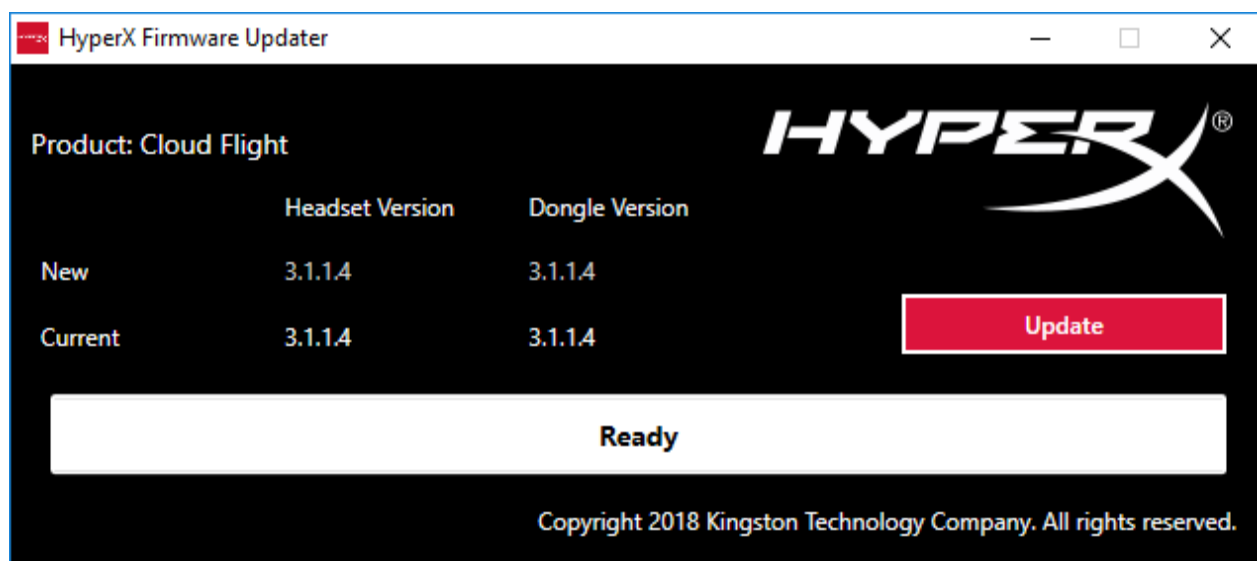 HyperX Firmware Updater
HYPERX®
Product: Cloud Flight
Headset Version Dongle Version
New 3.1.1.4 3.1.1.4
Current 3.1.1.4 3.1.1.4
Update
Ready
Copyright 2018 Kingston Technology Company. All rights reserved.